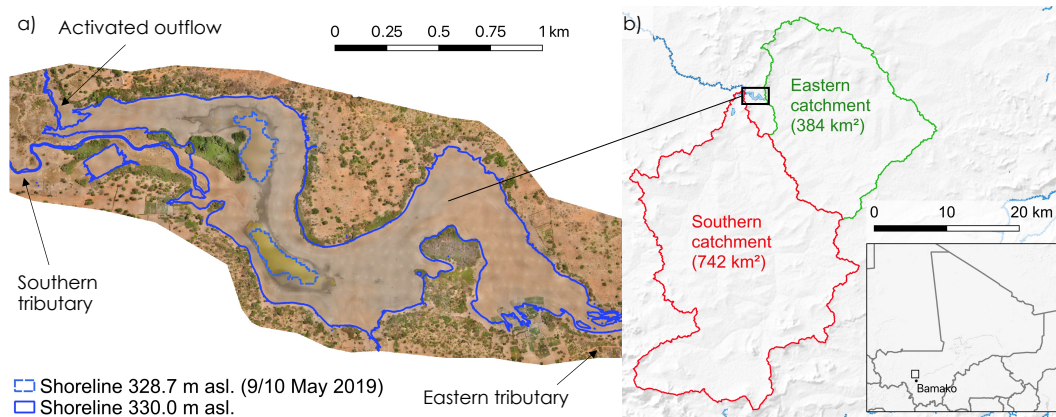 a)
Activated outflow
0 0.25 0.5 0.75 1 km
Southern
tributary
Eastern tributary
Shoreline 328.7 m asl. (9/10 May 2019)
Shoreline 330.0 m asl.
b)
Eastern
catchment
(384 km²)
Southern
catchment
(742 km²)
0 10 20 km
Bamako